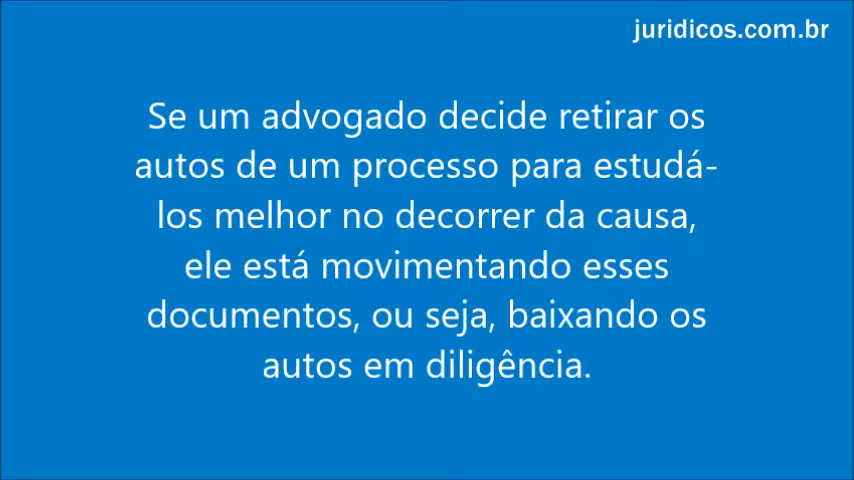 juridicos.com.br
Se um advogado decide retirar os
autos de um processo para estudá-
los melhor no decorrer da causa,
ele está movimentando esses
documentos, ou seja, baixando os
autos em diligência.